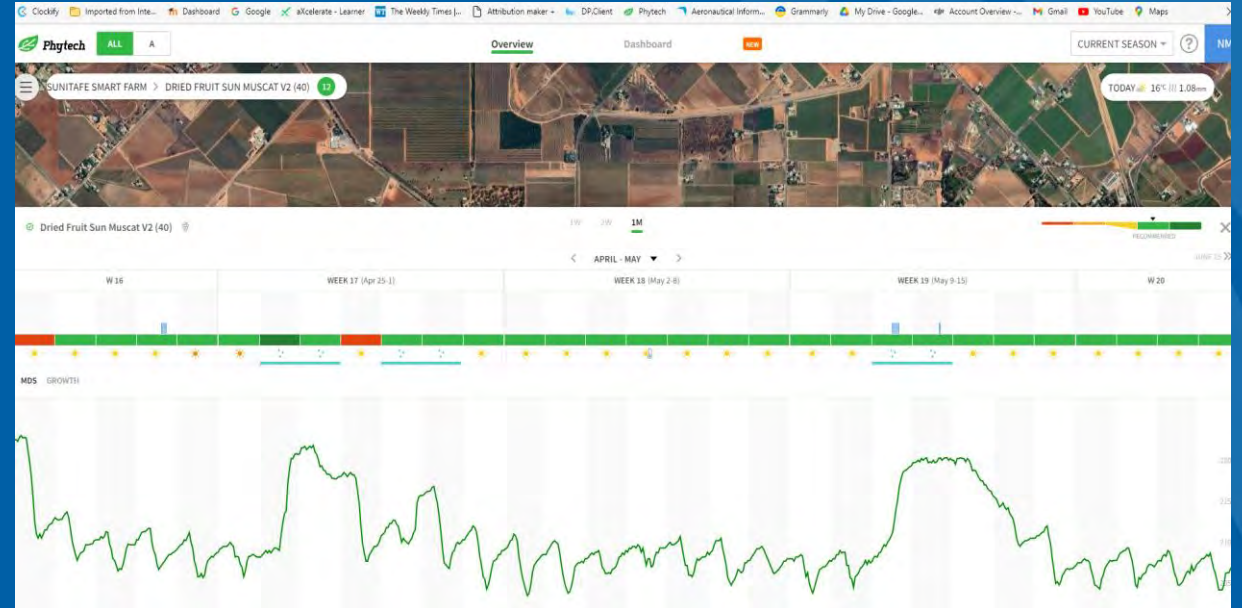 Clockify Imported from Inte... Dashboard G Google aXcelerate - Learner WT The Weekly Times |... Attribution maker - DP.Client Phytech Aeronautical Inform... Grammarly My Drive - Google... Account Overview -... Gmail YouTube Maps
Phytech ALL A Overview Dashboard NEW CURRENT SEASON ? NM
SUNITAFE SMART FARM > DRIED FRUIT SUN MUSCAT V2 (40) 12 TODAY 16°C 1.08mm
Dried Fruit Sun Muscat V2 (40) 1W 2W 1M
RECOMMENDED
< APRIL - MAY >
W 16 WEEK 17 (Apr 25-1) WEEK 18 (May 2-8) WEEK 19 (May 9-15) W 20
MDS GROWTH